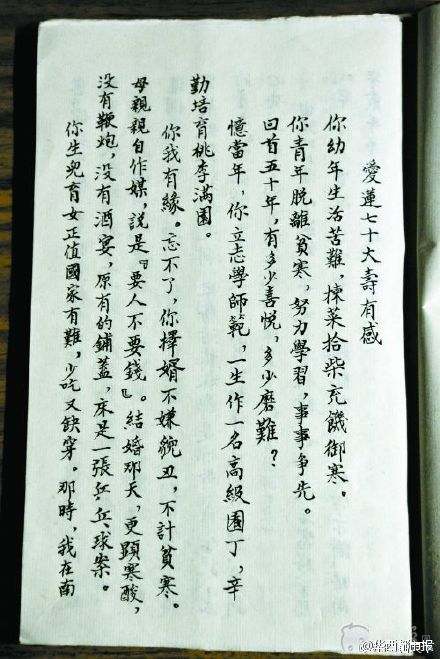 愛蓮七十大壽有感
你幼年生活苦難，揀菜拾柴充饑御寒。
你青年脫離貧寒，努力學習，事事争先。
回首五十年，有多少喜悅，多少磨難？
憶當年，你立志學師範，一生作一名高級園丁，辛
勤培育桃李滿園。
你我有緣。忘不了，你擇婿不嫌貌丑，不計貧寒。
母親親自作媒，說是『要人不要錢』。結婚那天，更顯寒酸，
没有鞭炮，没有酒宴，原有的鋪蓋，床是一張乒乓球案。
你生兒育女正值國家有難，少吃又缺穿。那時，我在南
@华西都市报